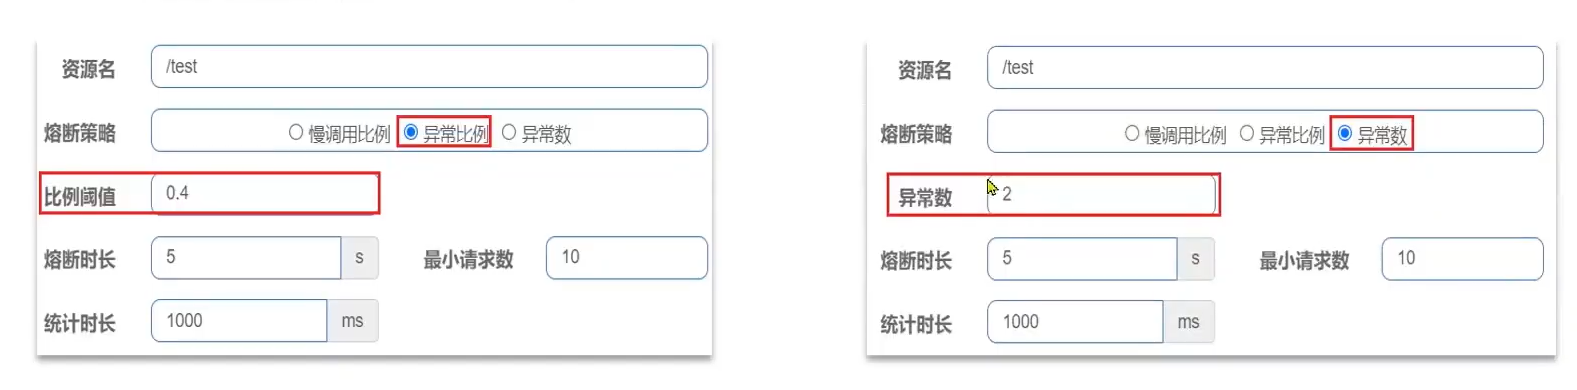 资源名 /test
熔断策略 慢调用比例 异常比例 异常数
比例阈值 0.4
熔断时长 5 s 最小请求数 10
统计时长 1000 ms
资源名 /test
熔断策略 慢调用比例 异常比例 异常数
异常数 2
熔断时长 5 s 最小请求数 10
统计时长 1000 ms